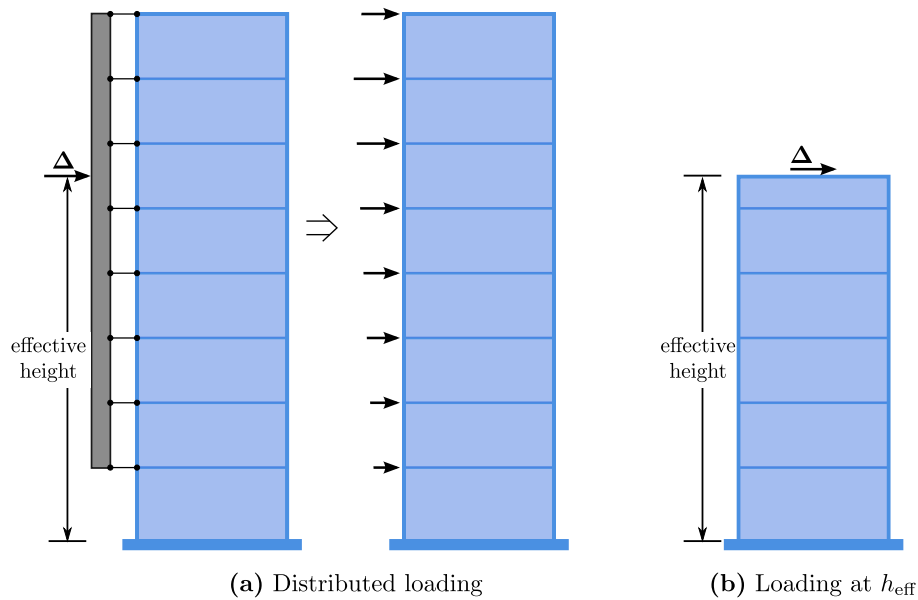 Δ
effective
height
(a) Distributed loading
⇒
Δ
effective
height
(b) Loading at h_eff